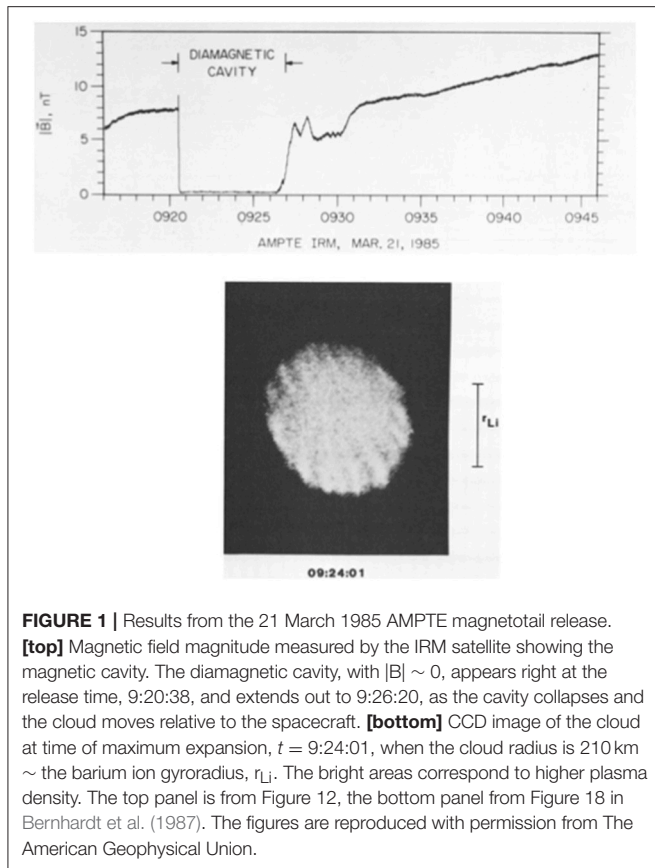 15
DIAMAGNETIC
CAVITY
10
|B|, nT
5
0
0920 0925 0930 0935 0940 0945
AMPTE IRM, MAR. 21, 1985
rLi
09:24:01
FIGURE 1 | Results from the 21 March 1985 AMPTE magnetotail release.
[top] Magnetic field magnitude measured by the IRM satellite showing the
magnetic cavity. The diamagnetic cavity, with |B| ~ 0, appears right at the
release time, 9:20:38, and extends out to 9:26:20, as the cavity collapses and
the cloud moves relative to the spacecraft. [bottom] CCD image of the cloud
at time of maximum expansion, t = 9:24:01, when the cloud radius is 210 km
~ the barium ion gyroradius, rLi. The bright areas correspond to higher plasma
density. The top panel is from Figure 12, the bottom panel from Figure 18 in
Bernhardt et al. (1987). The figures are reproduced with permission from The
American Geophysical Union.